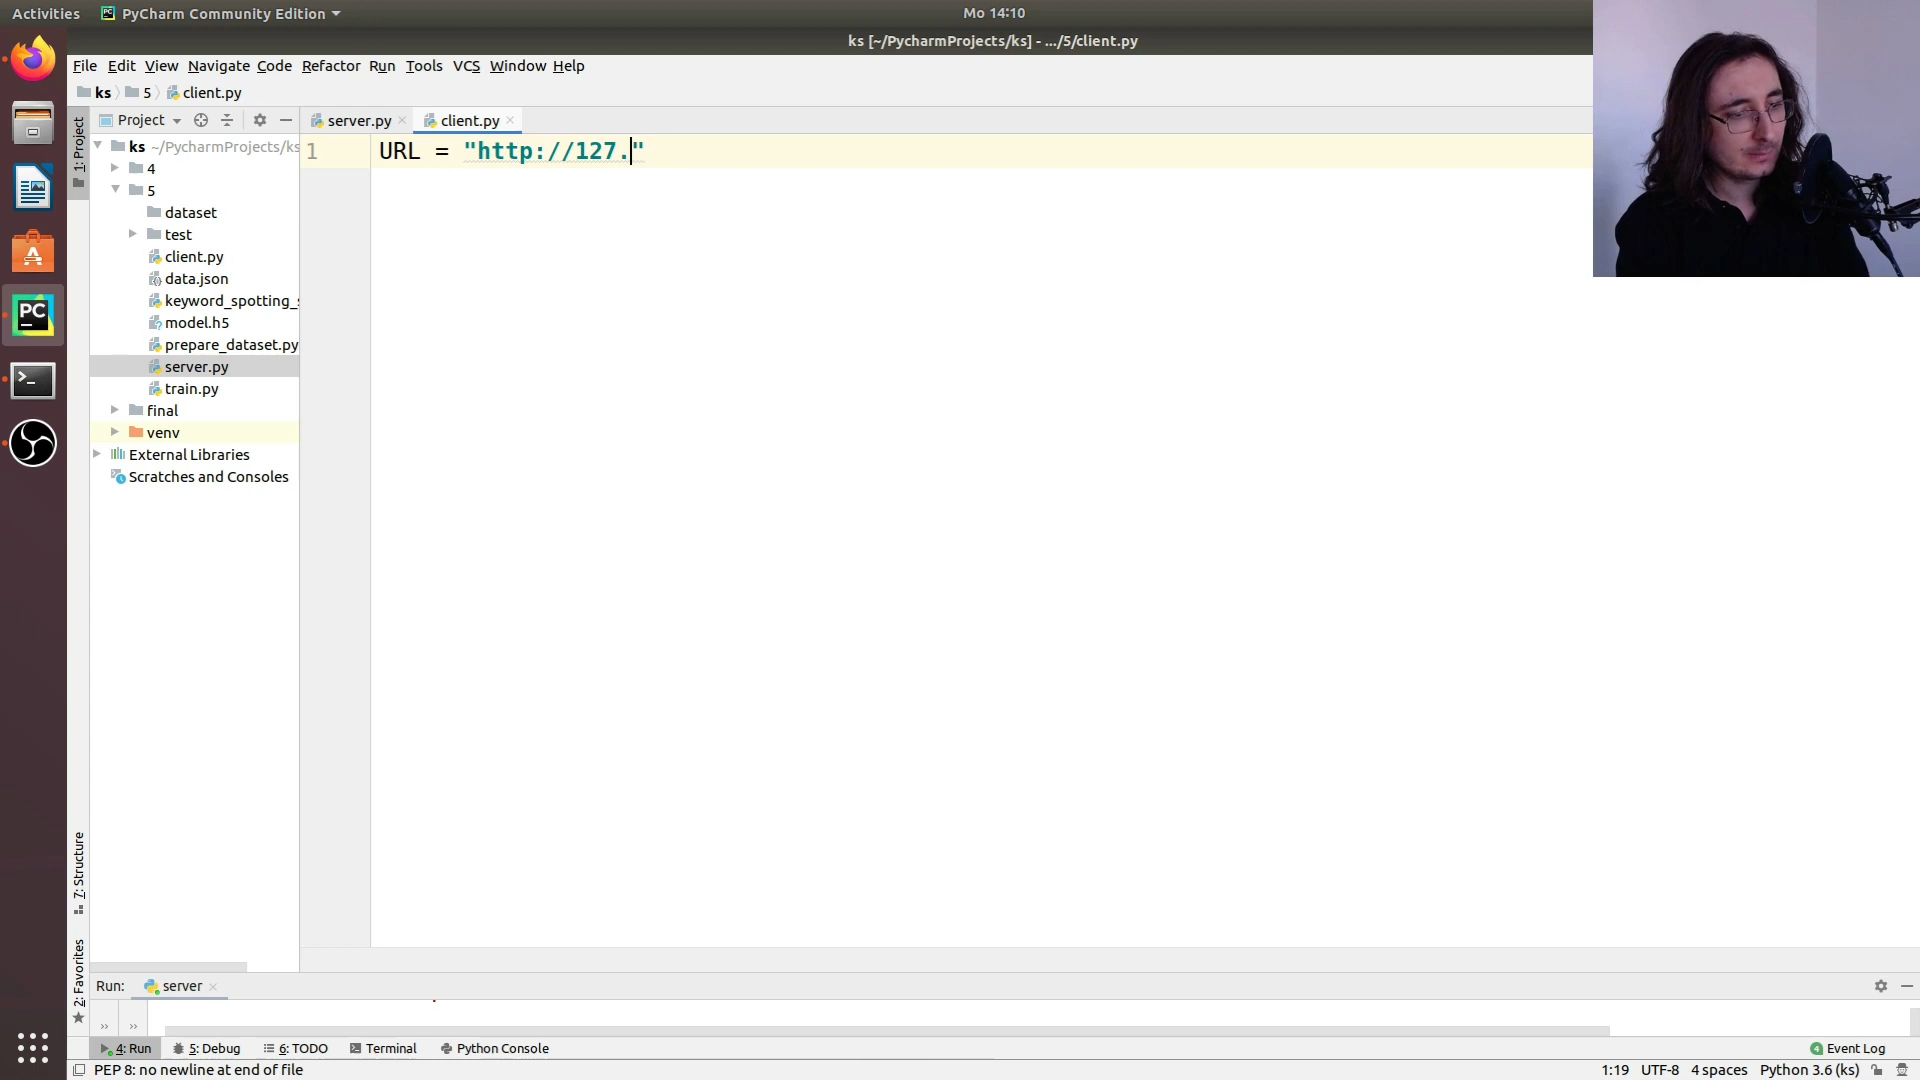 Activities PyCharm Community Edition Mo 14:10
ks [~/PycharmProjects/ks] - .../5/client.py
File Edit View Navigate Code Refactor Run Tools VCS Window Help
ks 5 client.py
1: Project
Project
server.py client.py
ks ~/PycharmProjects/ks
1 URL = "http://127."
4
5
dataset
test
client.py
data.json
keyword_spotting_s
model.h5
prepare_dataset.py
server.py
train.py
final
venv
External Libraries
Scratches and Consoles
7: Structure
2: Favorites
Run: server
4: Run 5: Debug 6: TODO Terminal Python Console 4 Event Log
PEP 8: no newline at end of file 1:19 UTF-8 4 spaces Python 3.6 (ks)